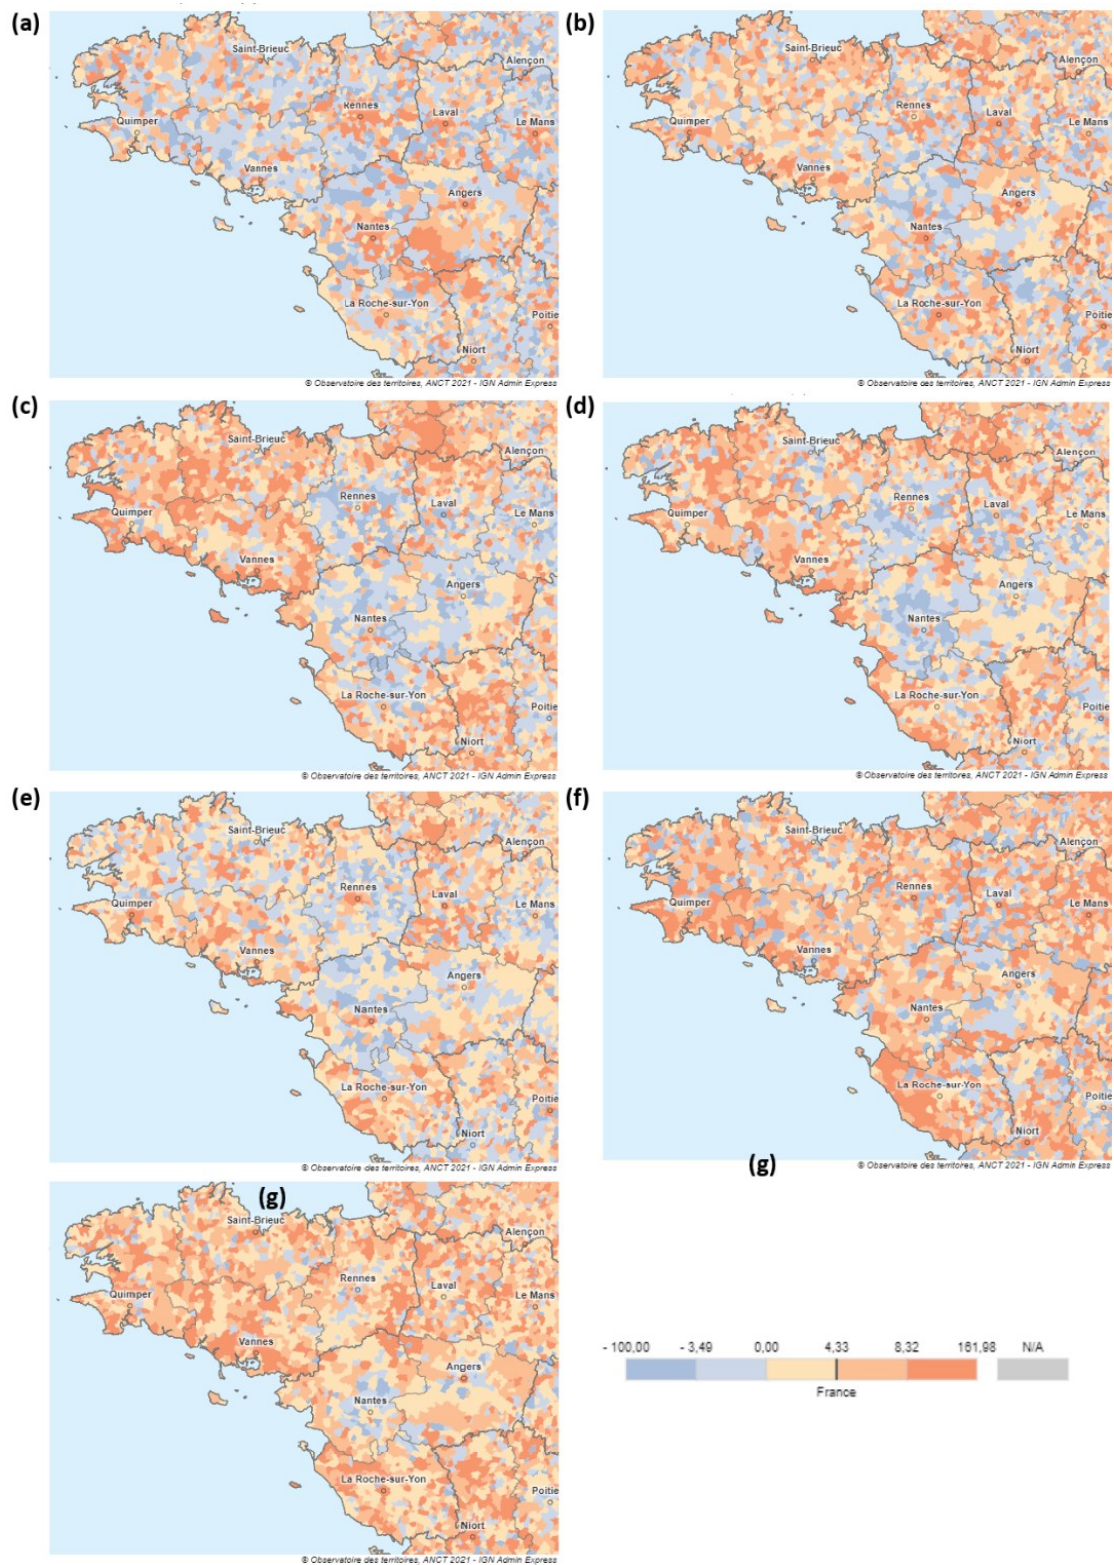 (a)
Saint-Brieuc
Alençon
Rennes
Laval
Le Mans
Quimper
Vannes
Angers
Nantes
La Roche-sur-Yon
Poitie
Niort
© Observatoire des territoires, ANCT 2021 - IGN Admin Express
(b)
Saint-Brieuc
Alençon
Rennes
Laval
Le Mans
Quimper
Vannes
Angers
Nantes
La Roche-sur-Yon
Poitie
Niort
© Observatoire des territoires, ANCT 2021 - IGN Admin Express
(c)
Saint-Brieuc
Alençon
Rennes
Laval
Le Mans
Quimper
Vannes
Angers
Nantes
La Roche-sur-Yon
Poitie
Niort
© Observatoire des territoires, ANCT 2021 - IGN Admin Express
(d)
Saint-Brieuc
Alençon
Rennes
Laval
Le Mans
Quimper
Vannes
Angers
Nantes
La Roche-sur-Yon
Poitie
Niort
© Observatoire des territoires, ANCT 2021 - IGN Admin Express
(e)
Saint-Brieuc
Alençon
Rennes
Laval
Le Mans
Quimper
Vannes
Angers
Nantes
La Roche-sur-Yon
Poitie
Niort
© Observatoire des territoires, ANCT 2021 - IGN Admin Express
(f)
Saint-Brieuc
Alençon
Rennes
Laval
Le Mans
Quimper
Vannes
Angers
Nantes
La Roche-sur-Yon
Poitie
Niort
(g)
© Observatoire des territoires, ANCT 2021 - IGN Admin Express
(g)
Saint-Brieuc
Alençon
Rennes
Laval
Le Mans
Quimper
Vannes
Angers
Nantes
La Roche-sur-Yon
Poitie
Niort
© Observatoire des territoires, ANCT 2021 - IGN Admin Express
- 100,00 - 3,49 0,00 4,33 8,32 161,98 N/A
France